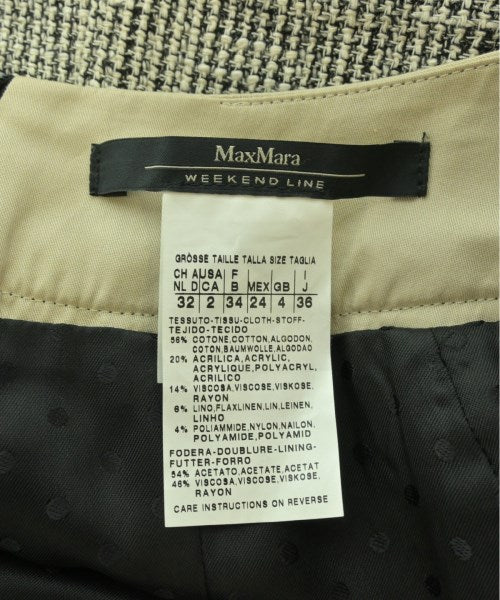 MaxMara
WEEKEND LINE
GRÖSSE TAILLE TALLA SIZE TAGLIA
CH A USA F I
NL D CA B MEX GB J
32 2 34 24 4 36
TESSUTO-TISSU-CLOTH-STOFF-
TEJIDO-TECIDO
56% COTONE,COTTON,ALGODON,
COTON,BAUMWOLLE,ALGODAO
20% ACRILICA,ACRYLIC,
ACRYLIQUE,POLYACRYL,
ACRILICO
14% VISCOSA,VISCOSE,VISKOSE,
RAYON
6% LINO,FLAX,LINEN,LIN,LEINEN,
LINHO
4% POLIAMMIDE,NYLON,NAILON,
POLYAMIDE,POLYAMID
FODERA-DOUBLURE-LINING-
FUTTER-FORRO
54% ACETATO,ACETATE,ACETAT
46% VISCOSA,VISCOSE,VISKOSE,
RAYON
CARE INSTRUCTIONS ON REVERSE